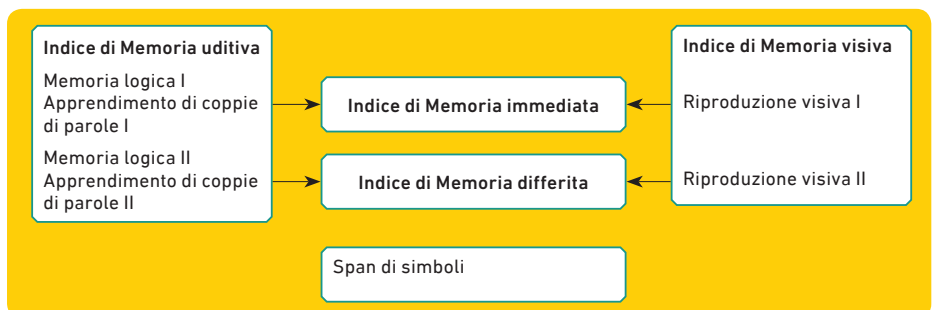 Indice di Memoria uditiva
Memoria logica I
Apprendimento di coppie
di parole I
Memoria logica II
Apprendimento di coppie
di parole II
Indice di Memoria immediata
Indice di Memoria differita
Span di simboli
Indice di Memoria visiva
Riproduzione visiva I
Riproduzione visiva II